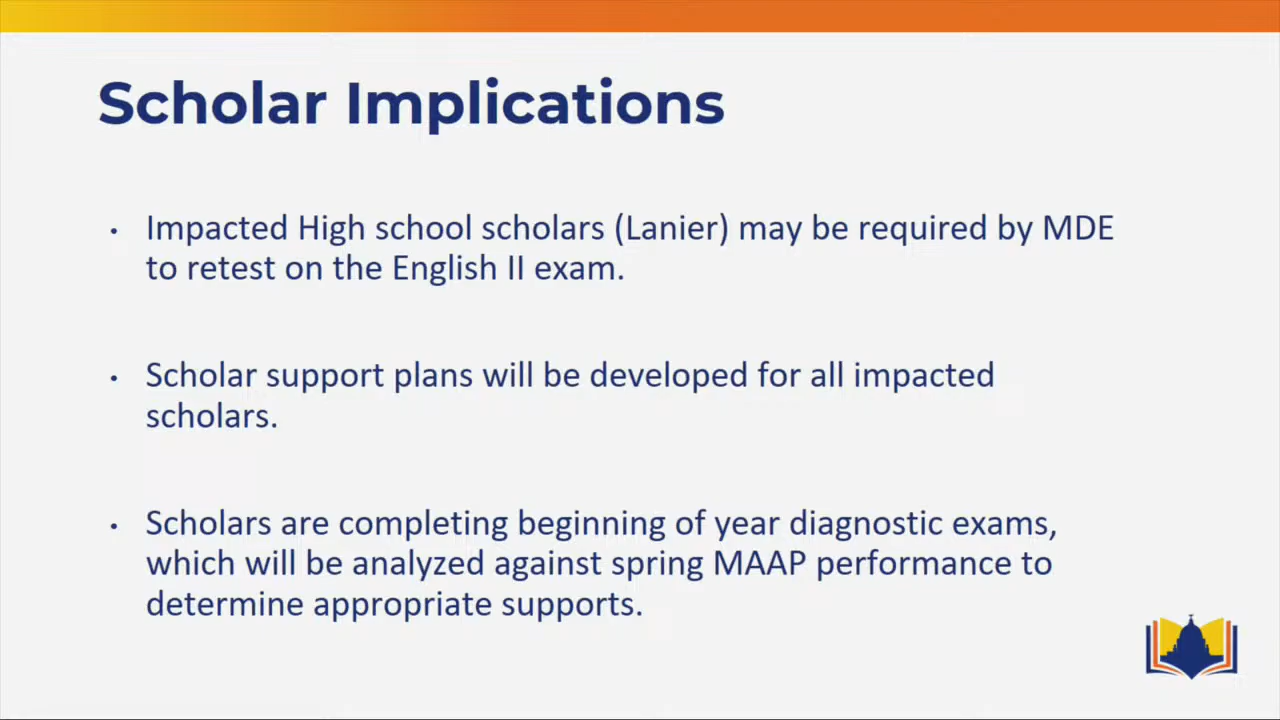 Scholar Implications
• Impacted High school scholars (Lanier) may be required by MDE
to retest on the English II exam.
• Scholar support plans will be developed for all impacted
scholars.
• Scholars are completing beginning of year diagnostic exams,
which will be analyzed against spring MAAP performance to
determine appropriate supports.